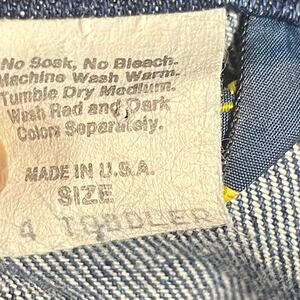 No Soak, No Bleach.
Machine Wash Warm.
Tumble Dry Medium.
Wash Red and Dark
Colors Separately.
MADE IN U.S.A.
SIZE
4 TODDLER